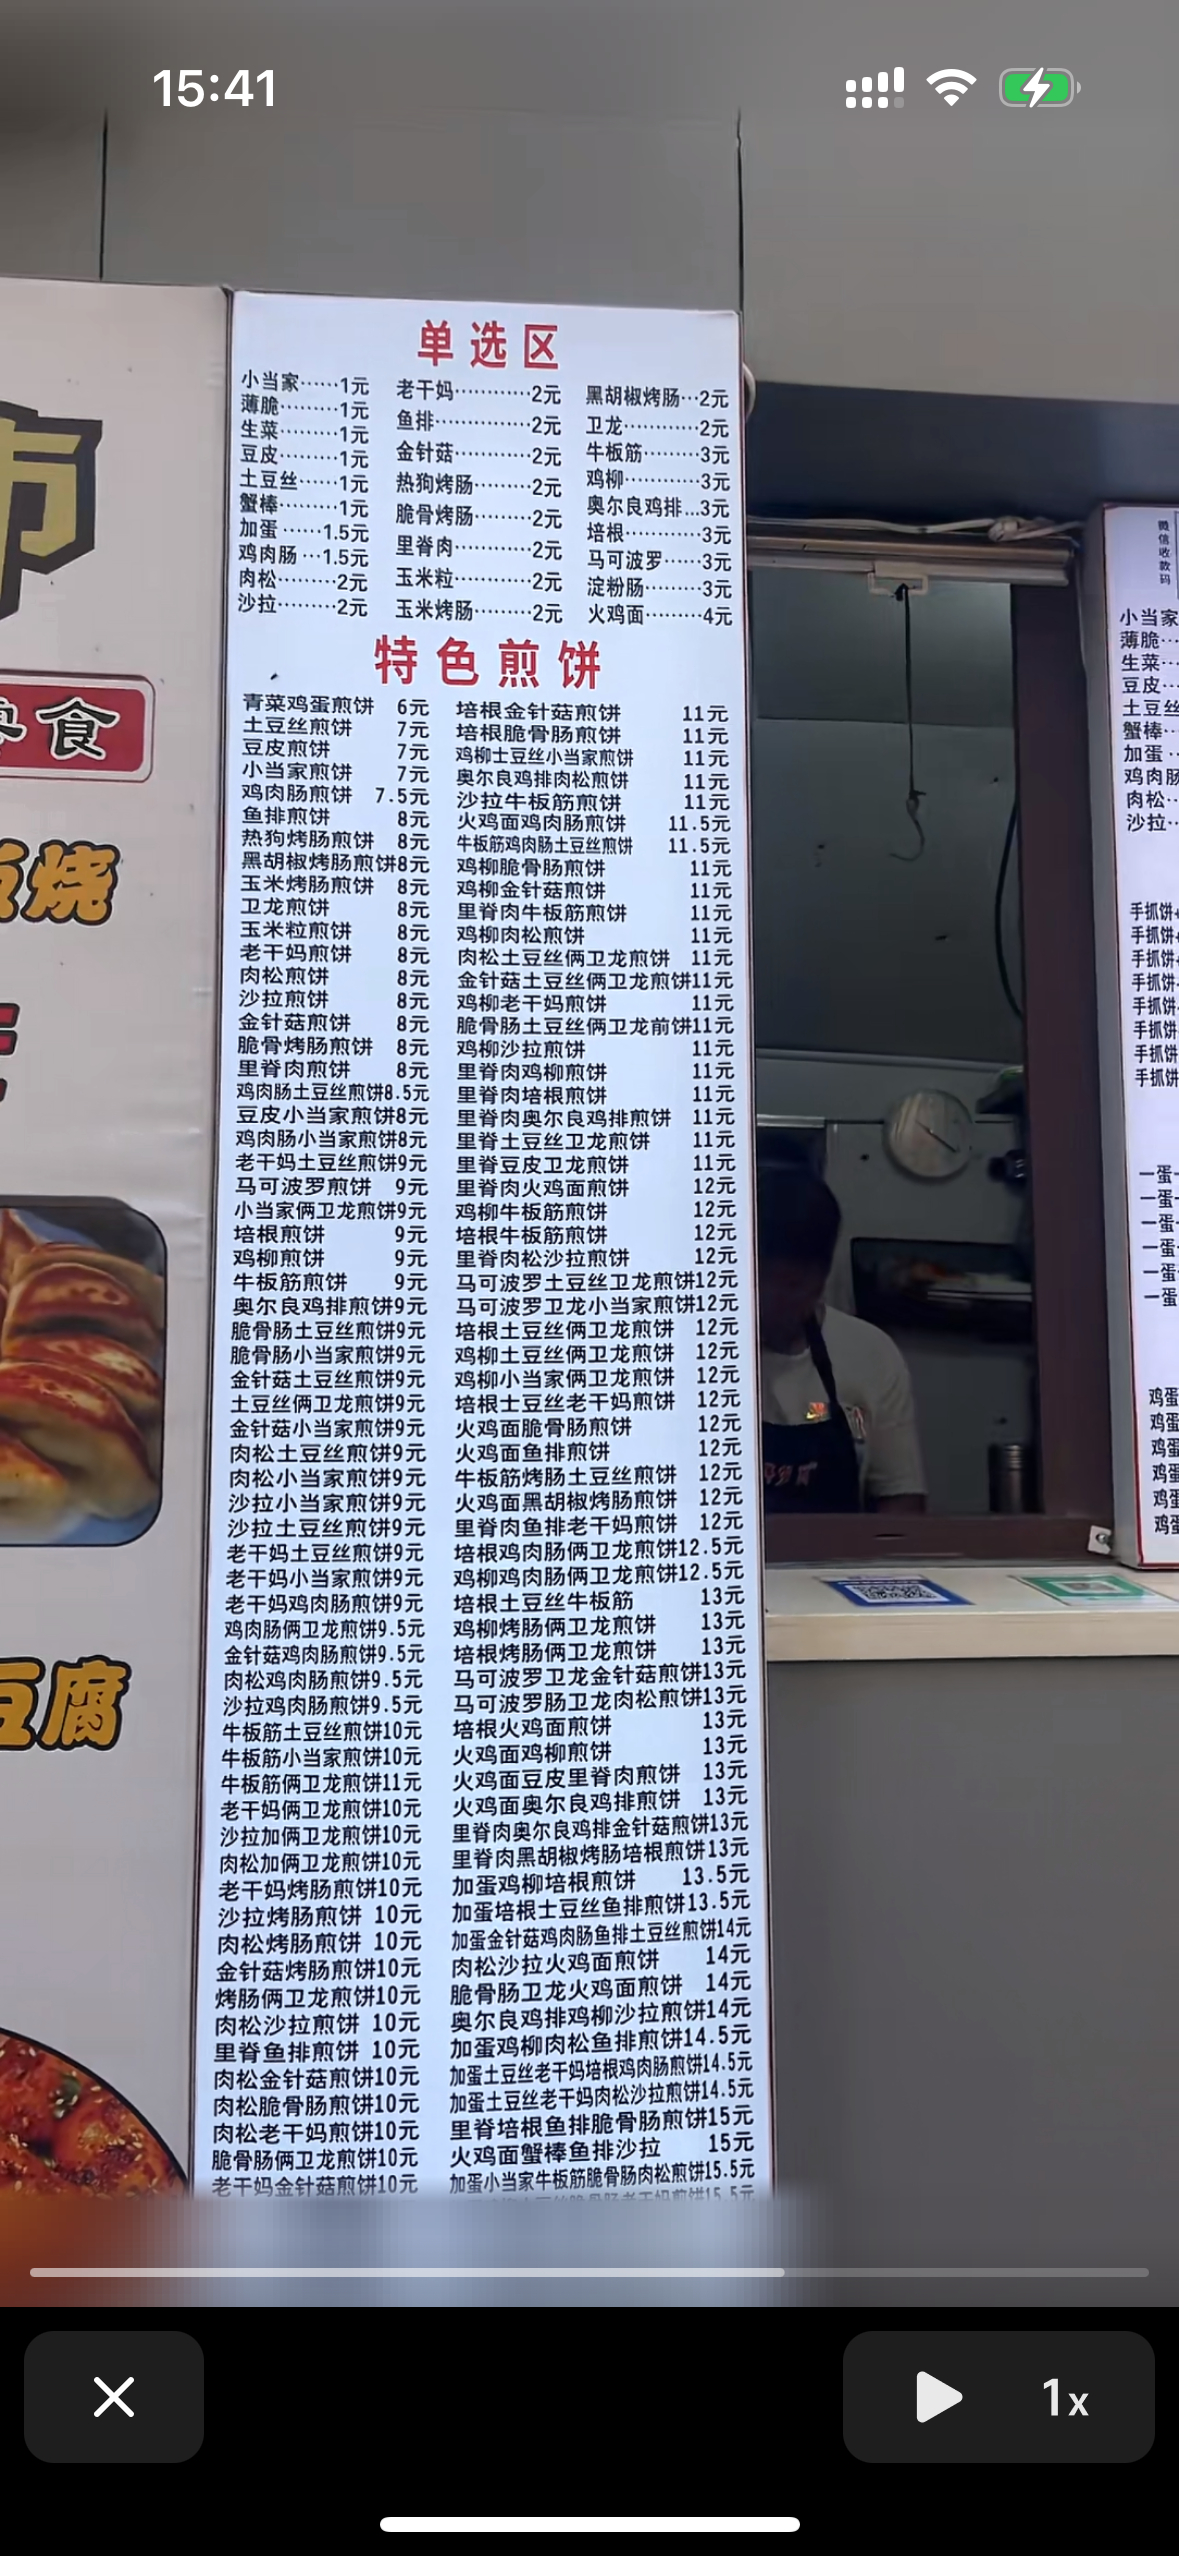 15:41
单选区
小当家……1元
薄脆………1元
生菜………1元
豆皮………1元
土豆丝……1元
蟹棒………1元
加蛋……1.5元
鸡肉肠…1.5元
肉松………2元
沙拉………2元
老干妈…………2元
鱼排……………2元
金针菇…………2元
热狗烤肠………2元
脆骨烤肠………2元
里脊肉…………2元
玉米粒…………2元
玉米烤肠………2元
黑胡椒烤肠…2元
卫龙…………2元
牛板筋………3元
鸡柳…………3元
奥尔良鸡排...3元
培根…………3元
马可波罗……3元
淀粉肠………3元
火鸡面………4元
特色煎饼
青菜鸡蛋煎饼 6元
土豆丝煎饼 7元
豆皮煎饼 7元
小当家煎饼 7元
鸡肉肠煎饼 7.5元
鱼排煎饼 8元
热狗烤肠煎饼 8元
黑胡椒烤肠煎饼8元
玉米烤肠煎饼 8元
卫龙煎饼 8元
玉米粒煎饼 8元
老干妈煎饼 8元
肉松煎饼 8元
沙拉煎饼 8元
金针菇煎饼 8元
脆骨烤肠煎饼 8元
里脊肉煎饼 8元
鸡肉肠土豆丝煎饼8.5元
豆皮小当家煎饼8元
鸡肉肠小当家煎饼8元
老干妈土豆丝煎饼9元
马可波罗煎饼 9元
小当家俩卫龙煎饼9元
培根煎饼 9元
鸡柳煎饼 9元
牛板筋煎饼 9元
奥尔良鸡排煎饼9元
脆骨肠土豆丝煎饼9元
脆骨肠小当家煎饼9元
金针菇土豆丝煎饼9元
土豆丝俩卫龙煎饼9元
金针菇小当家煎饼9元
肉松土豆丝煎饼9元
肉松小当家煎饼9元
沙拉小当家煎饼9元
沙拉土豆丝煎饼9元
老干妈土豆丝煎饼9元
老干妈小当家煎饼9元
老干妈鸡肉肠煎饼9元
鸡肉肠俩卫龙煎饼9.5元
金针菇鸡肉肠煎饼9.5元
肉松鸡肉肠煎饼9.5元
沙拉鸡肉肠煎饼9.5元
牛板筋土豆丝煎饼10元
牛板筋小当家煎饼10元
牛板筋俩卫龙煎饼11元
老干妈俩卫龙煎饼10元
沙拉加俩卫龙煎饼10元
肉松加俩卫龙煎饼10元
老干妈烤肠煎饼10元
沙拉烤肠煎饼 10元
肉松烤肠煎饼 10元
金针菇烤肠煎饼10元
烤肠俩卫龙煎饼10元
肉松沙拉煎饼 10元
里脊鱼排煎饼 10元
肉松金针菇煎饼10元
肉松脆骨肠煎饼10元
肉松老干妈煎饼10元
脆骨肠俩卫龙煎饼10元
老干妈金针菇煎饼10元
培根金针菇煎饼 11元
培根脆骨肠煎饼 11元
鸡柳士豆丝小当家煎饼 11元
奥尔良鸡排肉松煎饼 11元
沙拉牛板筋煎饼 11元
火鸡面鸡肉肠煎饼 11.5元
牛板筋鸡肉肠土豆丝煎饼 11.5元
鸡柳脆骨肠煎饼 11元
鸡柳金针菇煎饼 11元
里脊肉牛板筋煎饼 11元
鸡柳肉松煎饼 11元
肉松土豆丝俩卫龙煎饼 11元
金针菇土豆丝俩卫龙煎饼11元
鸡柳老干妈煎饼 11元
脆骨肠土豆丝俩卫龙前饼11元
鸡柳沙拉煎饼 11元
里脊肉鸡柳煎饼 11元
里脊肉培根煎饼 11元
里脊肉奥尔良鸡排煎饼 11元
里脊土豆丝卫龙煎饼 11元
里脊豆皮卫龙煎饼 11元
里脊肉火鸡面煎饼 12元
鸡柳牛板筋煎饼 12元
培根牛板筋煎饼 12元
里脊肉松沙拉煎饼 12元
马可波罗土豆丝卫龙煎饼12元
马可波罗卫龙小当家煎饼12元
培根土豆丝俩卫龙煎饼 12元
鸡柳土豆丝俩卫龙煎饼 12元
鸡柳小当家俩卫龙煎饼 12元
培根士豆丝老干妈煎饼 12元
火鸡面脆骨肠煎饼 12元
火鸡面鱼排煎饼 12元
牛板筋烤肠土豆丝煎饼 12元
火鸡面黑胡椒烤肠煎饼 12元
里脊肉鱼排老干妈煎饼 12元
培根鸡肉肠俩卫龙煎饼12.5元
鸡柳鸡肉肠俩卫龙煎饼12.5元
培根土豆丝牛板筋 13元
鸡柳烤肠俩卫龙煎饼 13元
培根烤肠俩卫龙煎饼 13元
马可波罗卫龙金针菇煎饼13元
马可波罗肠卫龙肉松煎饼13元
培根火鸡面煎饼 13元
火鸡面鸡柳煎饼 13元
火鸡面豆皮里脊肉煎饼 13元
火鸡面奥尔良鸡排煎饼 13元
里脊肉奥尔良鸡排金针菇煎饼13元
里脊肉黑胡椒烤肠培根煎饼13元
加蛋鸡柳培根煎饼 13.5元
加蛋培根士豆丝鱼排煎饼13.5元
加蛋金针菇鸡肉肠鱼排土豆丝煎饼14元
肉松沙拉火鸡面煎饼 14元
脆骨肠卫龙火鸡面煎饼 14元
奥尔良鸡排鸡柳沙拉煎饼14元
加蛋鸡柳肉松鱼排煎饼14.5元
加蛋土豆丝老干妈培根鸡肉肠煎饼14.5元
加蛋土豆丝老干妈肉松沙拉煎饼14.5元
里脊培根鱼排脆骨肠煎饼15元
火鸡面蟹棒鱼排沙拉 15元
加蛋小当家牛板筋脆骨肠肉松煎饼15.5元
食
烧
豆腐
微信收款码
小当家
薄脆…
生菜…
豆皮…
土豆丝
蟹棒…
加蛋…
鸡肉肠
肉松…
沙拉…
手抓饼+
手抓饼+
手抓饼+
手抓饼+
手抓饼+
手抓饼
手抓饼
手抓饼
一蛋+
一蛋+
一蛋+
一蛋+
一蛋+
一蛋
鸡蛋
鸡蛋
鸡蛋
鸡蛋
鸡蛋
鸡蛋
1x